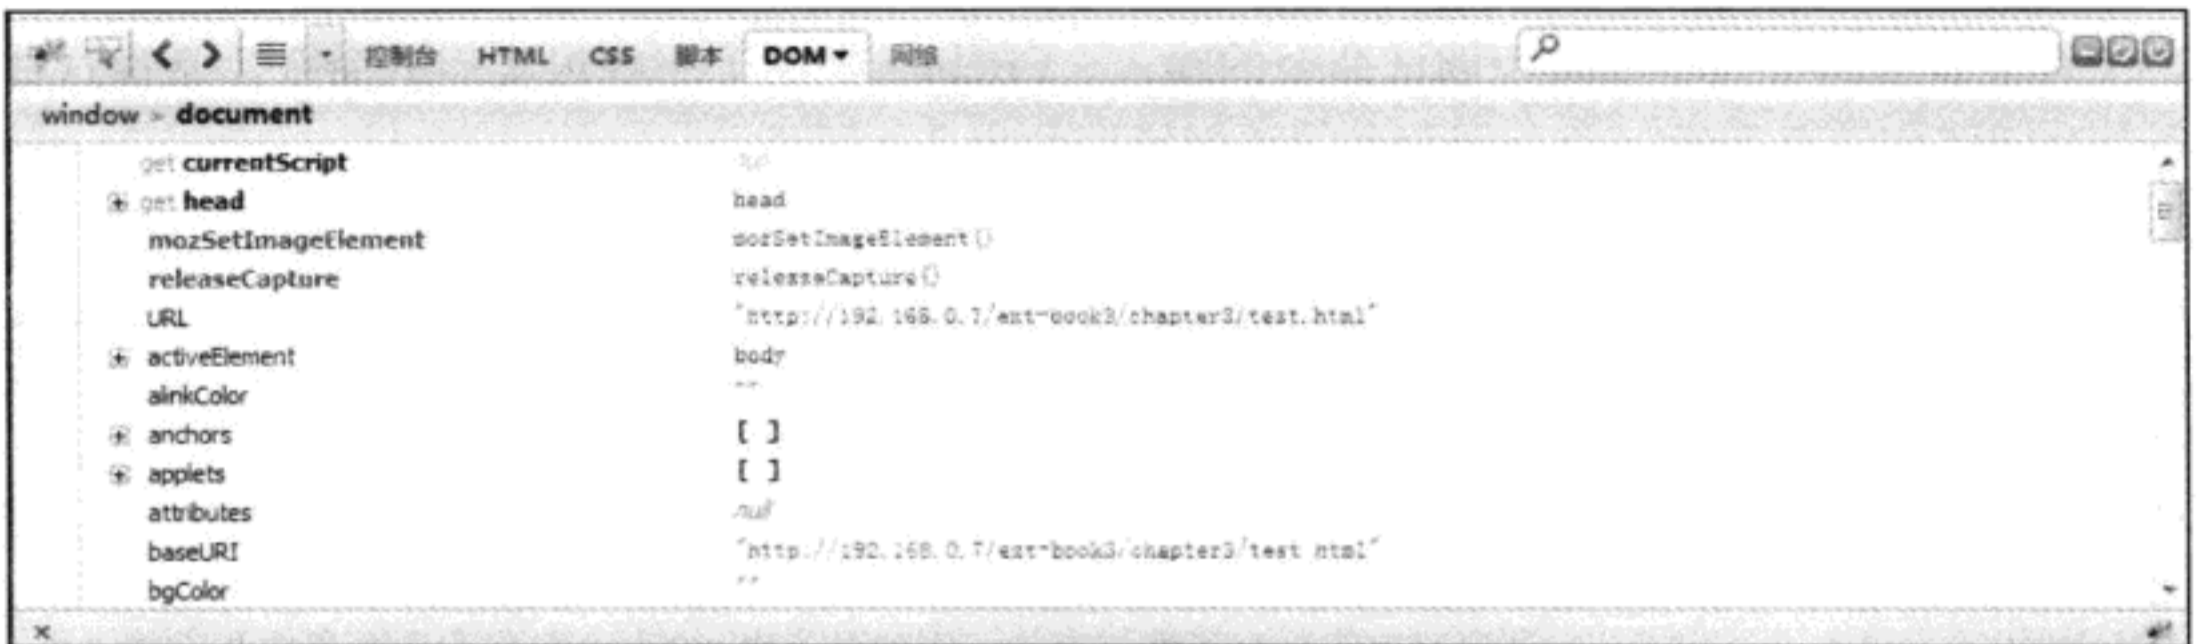 控制台 HTML CSS 脚本 DOM 网络
window > document
get currentScript null
get head head
mozSetImageElement mozSetImageElement()
releaseCapture releaseCapture()
URL "http://192.168.0.7/ext-book3/chapter3/test.html"
activeElement body
alinkColor ""
anchors [ ]
applets [ ]
attributes null
baseURI "http://192.168.0.7/ext-book3/chapter3/test.html"
bgColor ""